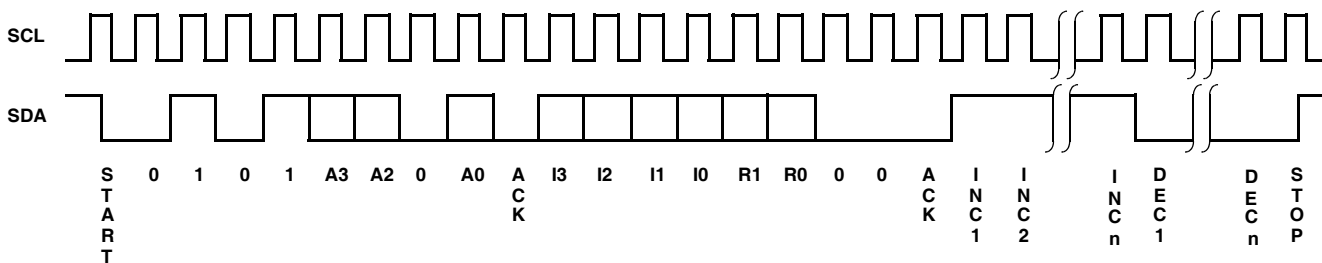 SCL
SDA
START 0 1 0 1 A3 A2 0 A0 ACK I3 I2 I1 I0 R1 R0 0 0 ACK INC1 INC2 INCn DEC1 DECn STOP